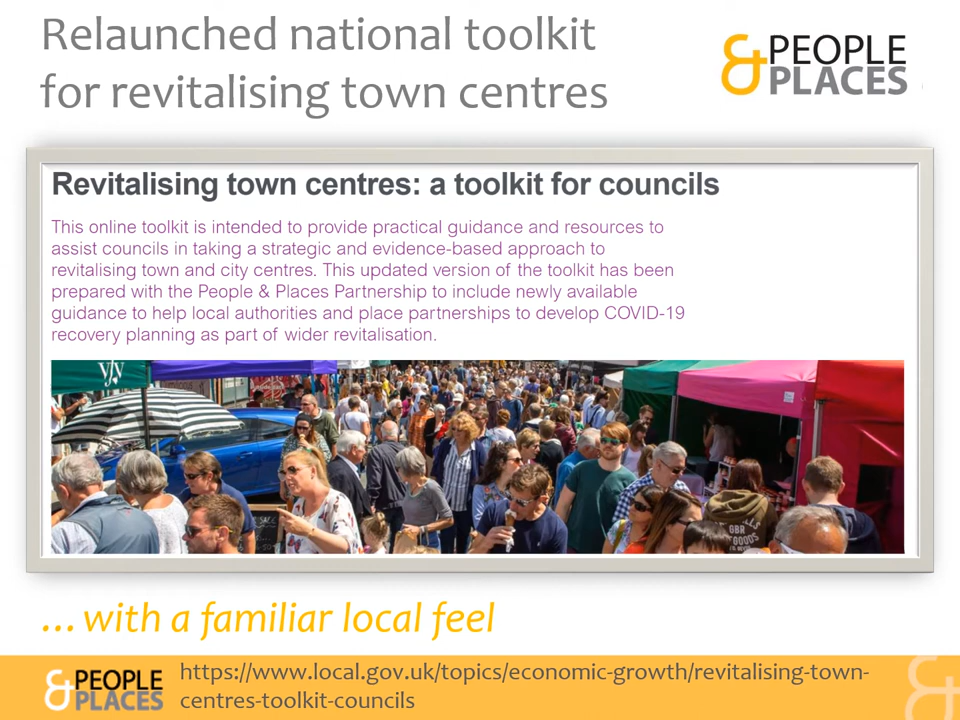 Relaunched national toolkit
for revitalising town centres
& PEOPLE
PLACES
Revitalising town centres: a toolkit for councils
This online toolkit is intended to provide practical guidance and resources to
assist councils in taking a strategic and evidence-based approach to
revitalising town and city centres. This updated version of the toolkit has been
prepared with the People & Places Partnership to include newly available
guidance to help local authorities and place partnerships to develop COVID-19
recovery planning as part of wider revitalisation.
GBR
GOODS
…with a familiar local feel
& PEOPLE
PLACES
https://www.local.gov.uk/topics/economic-growth/revitalising-town-
centres-toolkit-councils